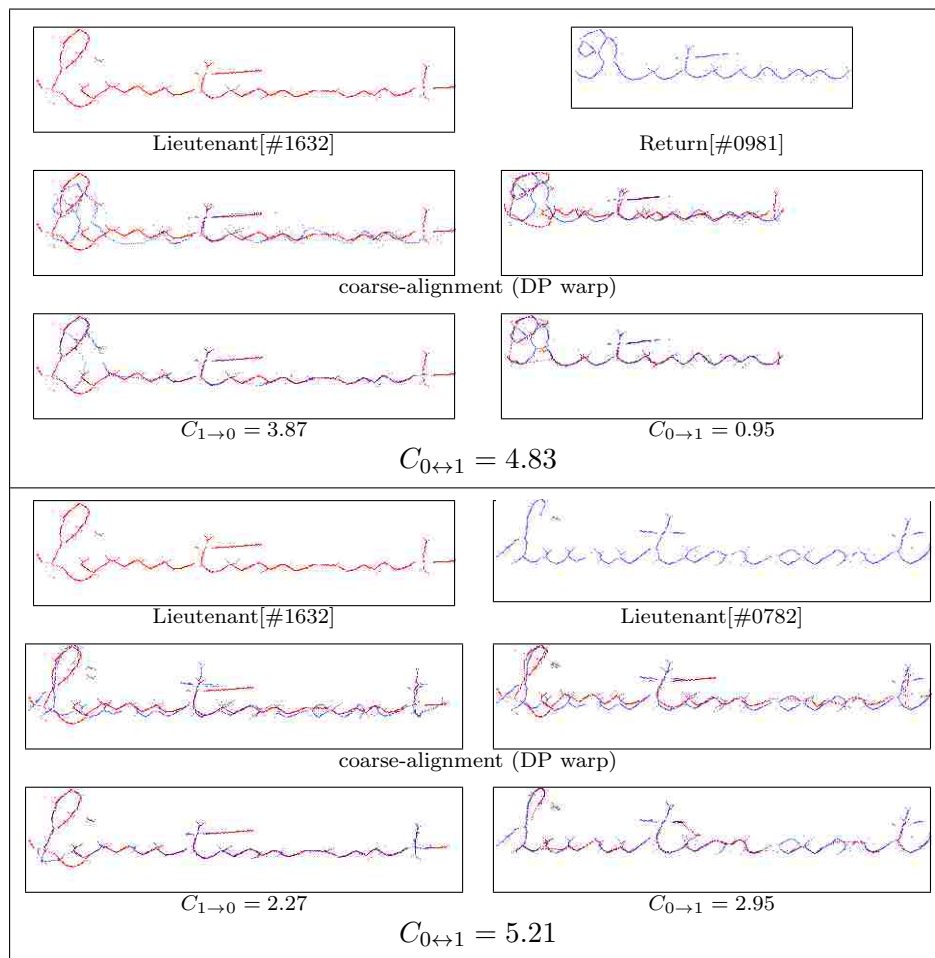 Lieutenant[#1632] Return[#0981]
coarse-alignment (DP warp)
C1→0 = 3.87 C0→1 = 0.95
C0↔1 = 4.83
Lieutenant[#1632] Lieutenant[#0782]
coarse-alignment (DP warp)
C1→0 = 2.27 C0→1 = 2.95
C0↔1 = 5.21